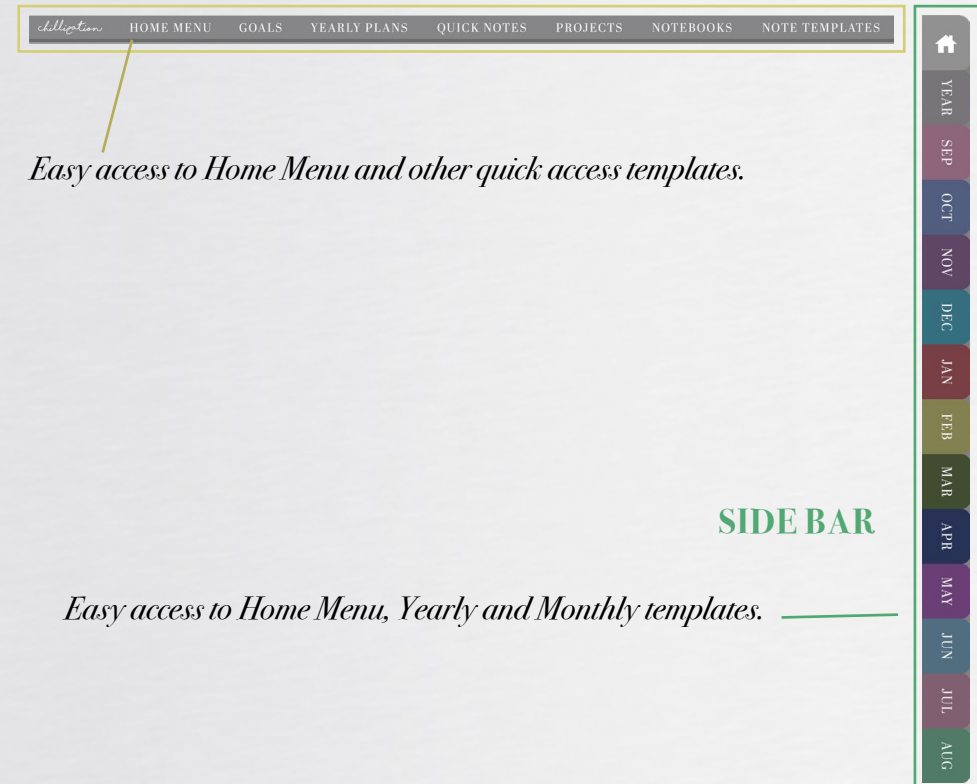 chillization HOME MENU GOALS YEARLY PLANS QUICK NOTES PROJECTS NOTEBOOKS NOTE TEMPLATES
Easy access to Home Menu and other quick access templates.
YEAR
SEP
OCT
NOV
DEC
JAN
FEB
MAR
SIDE BAR
APR
MAY
Easy access to Home Menu, Yearly and Monthly templates.
JUN
JUL
AUG